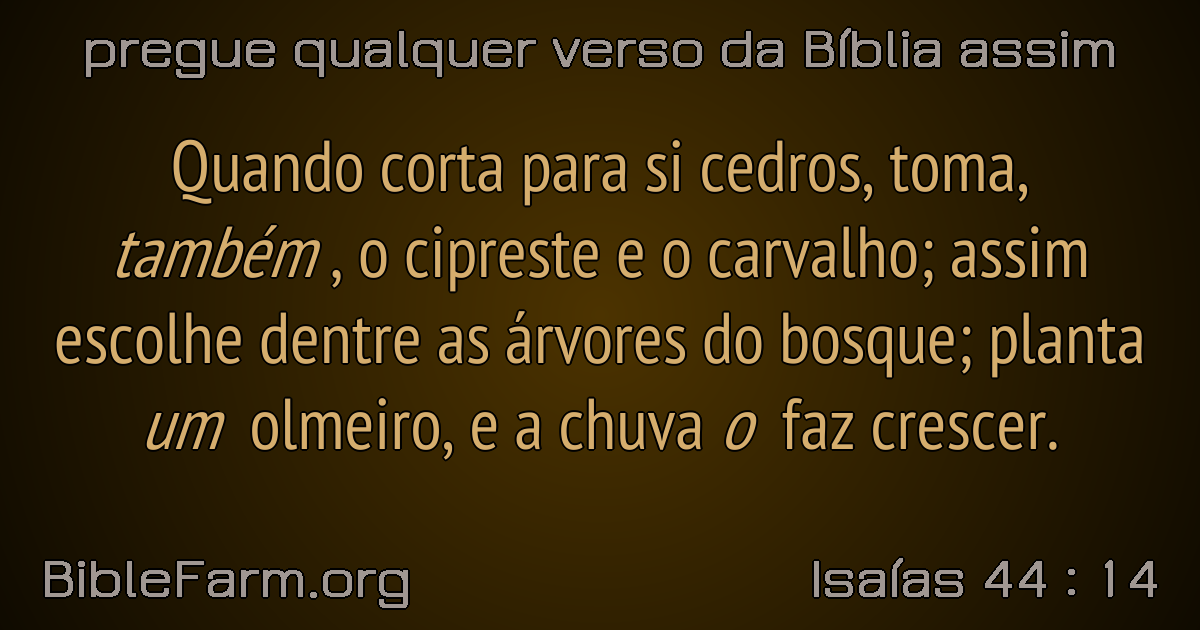 pregue qualquer verso da Bíblia assim
Quando corta para si cedros, toma,
também , o cipreste e o carvalho; assim
escolhe dentre as árvores do bosque; planta
um olmeiro, e a chuva o faz crescer.
BibleFarm.org
Isaías 44 : 14